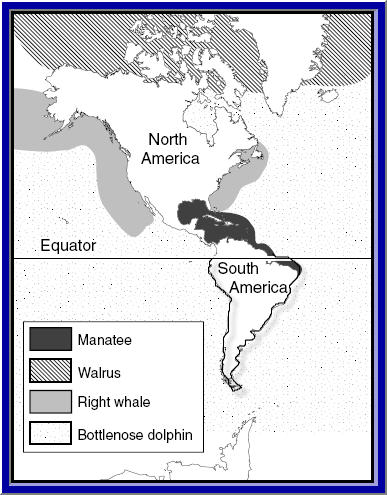 North
America
Equator
South
America
Manatee
Walrus
Right whale
Bottlenose dolphin